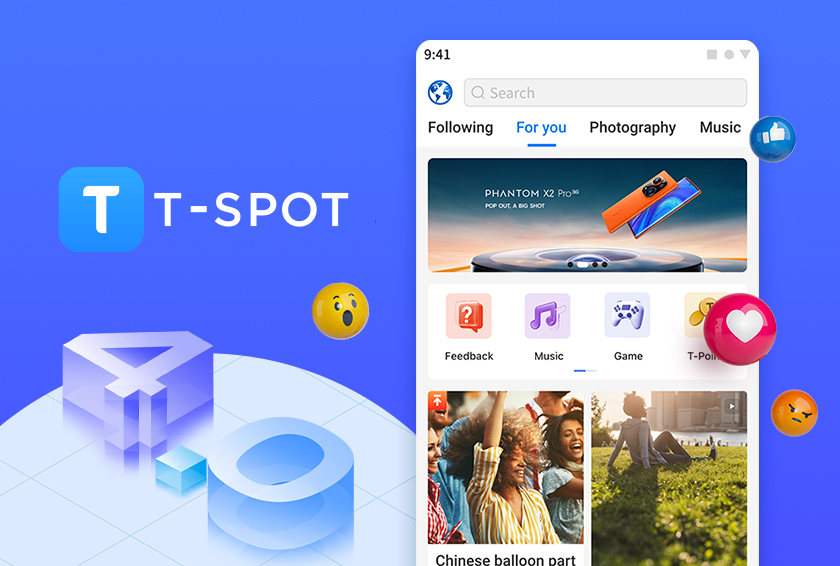 T T-SPOT
9:41
Search
Following For you Photography Music
PHANTOM X2 Pro 5G
POP OUT, A BIG SHOT
Feedback Music Game
Chinese balloon part